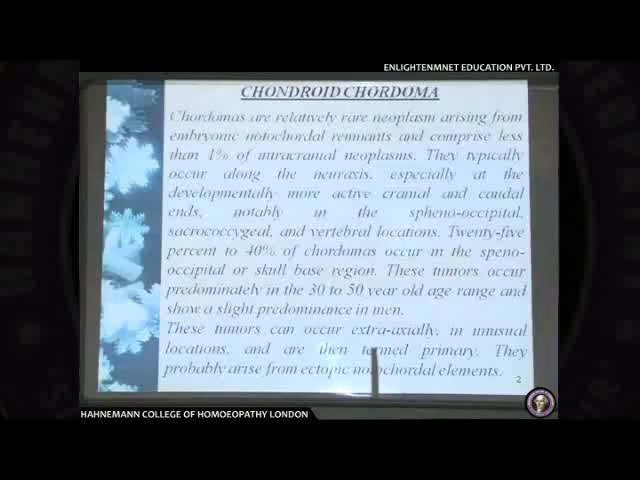 ENLIGHTENMNET EDUCATION PVT. LTD.
CHONDROID CHORDOMA
Chordomas are relatively rare neoplasm arising from
embryonic notochordal remnants and comprise less
than 1% of intracranial neoplasms. They typically
occur along the neuraxis, especially at the
developmentally more active cranial and caudal
ends, notably in the spheno-occipital,
sacrococcygeal, and vertebral locations. Twenty-five
percent to 40% of chordomas occur in the speno-
occipital or skull base region. These tumors occur
predominately in the 30 to 50 year old age range and
show a slight predominance in men.
These tumors can occur extra-axially, in unusual
locations, and are then termed primary. They
probably arise from ectopic notochordal elements.
2
HAHNEMANN COLLEGE OF HOMOEOPATHY LONDON